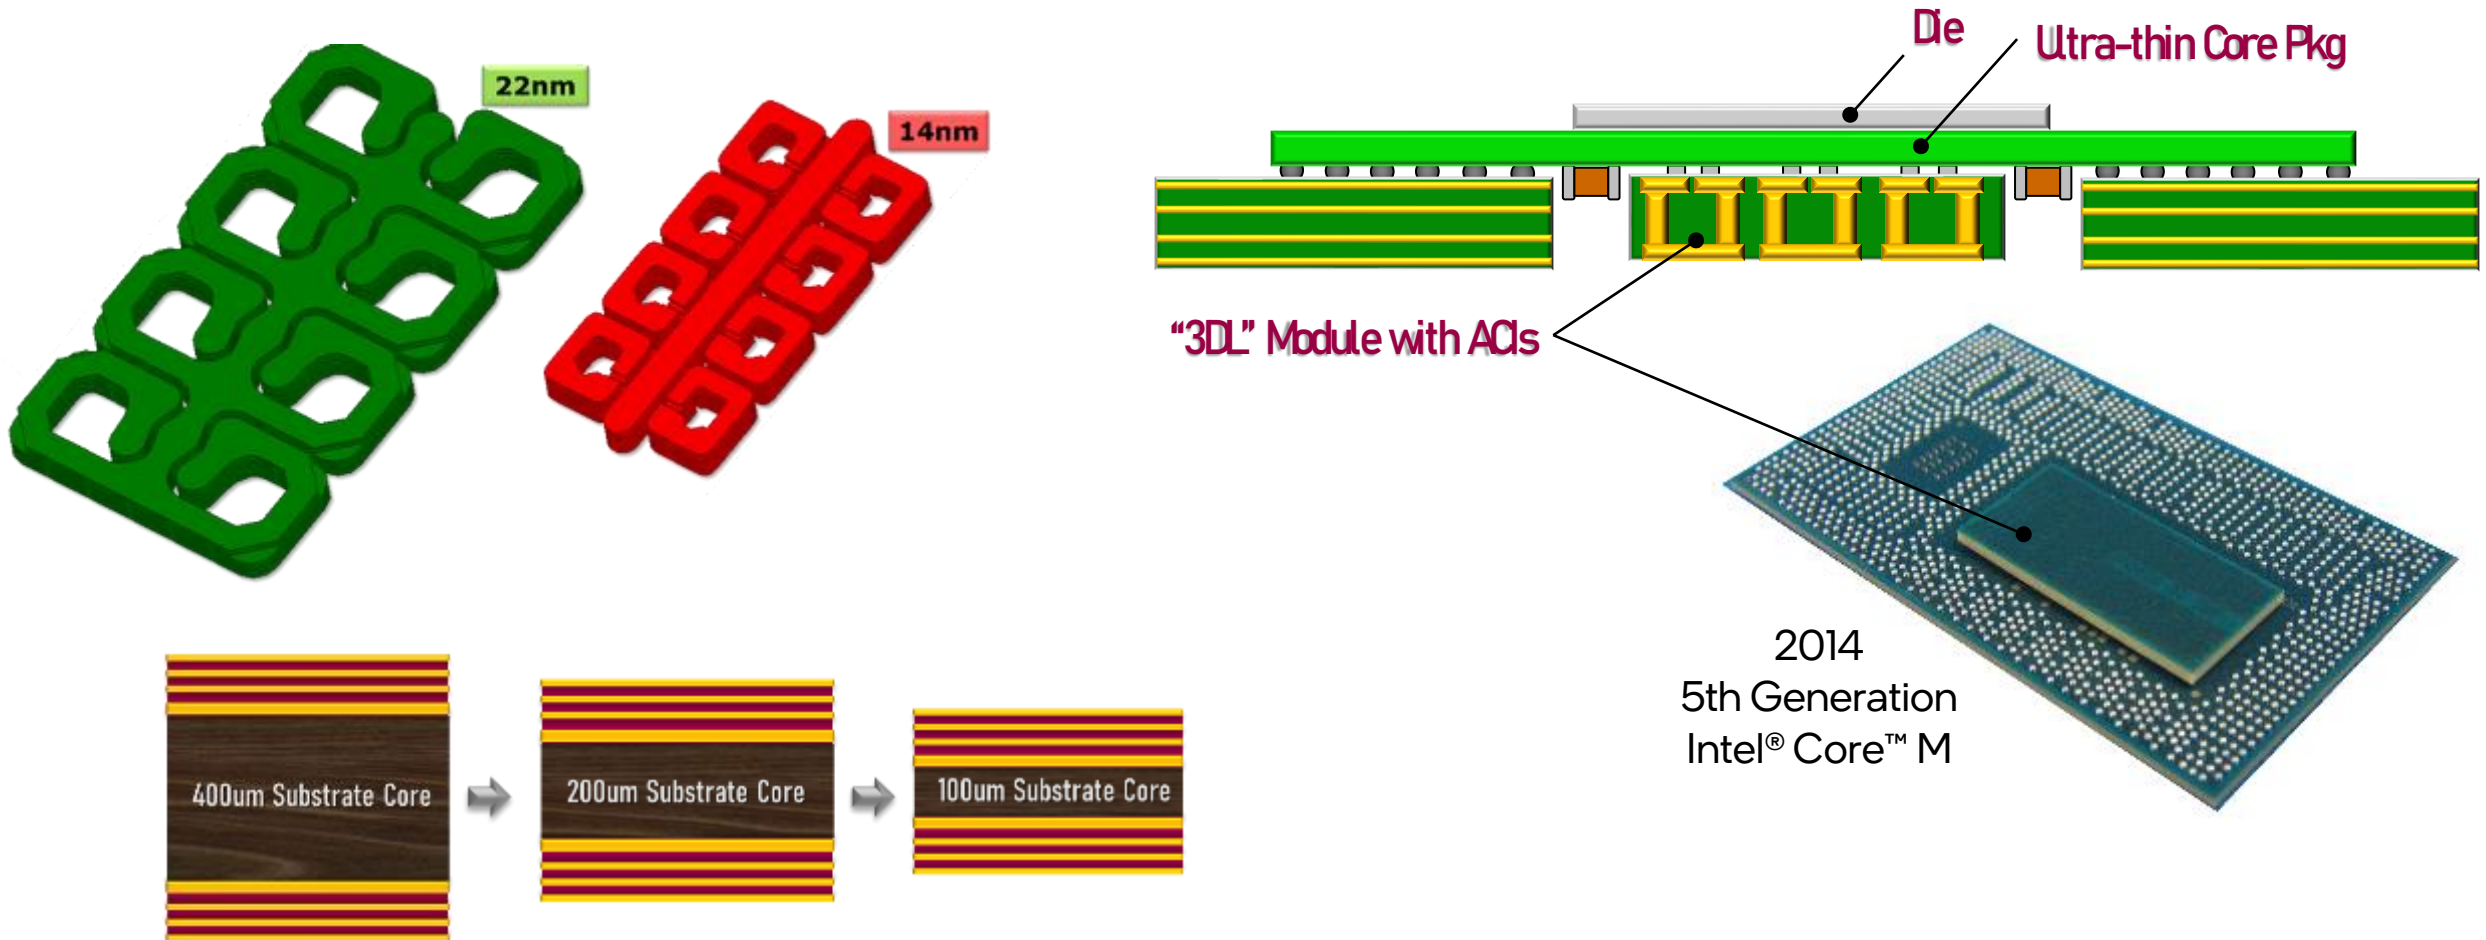 22nm
14nm
Die
Ultra-thin Core Pkg
“3DL” Module with ACIs
2014
5th Generation
Intel® Core™ M
400um Substrate Core
200um Substrate Core
100um Substrate Core